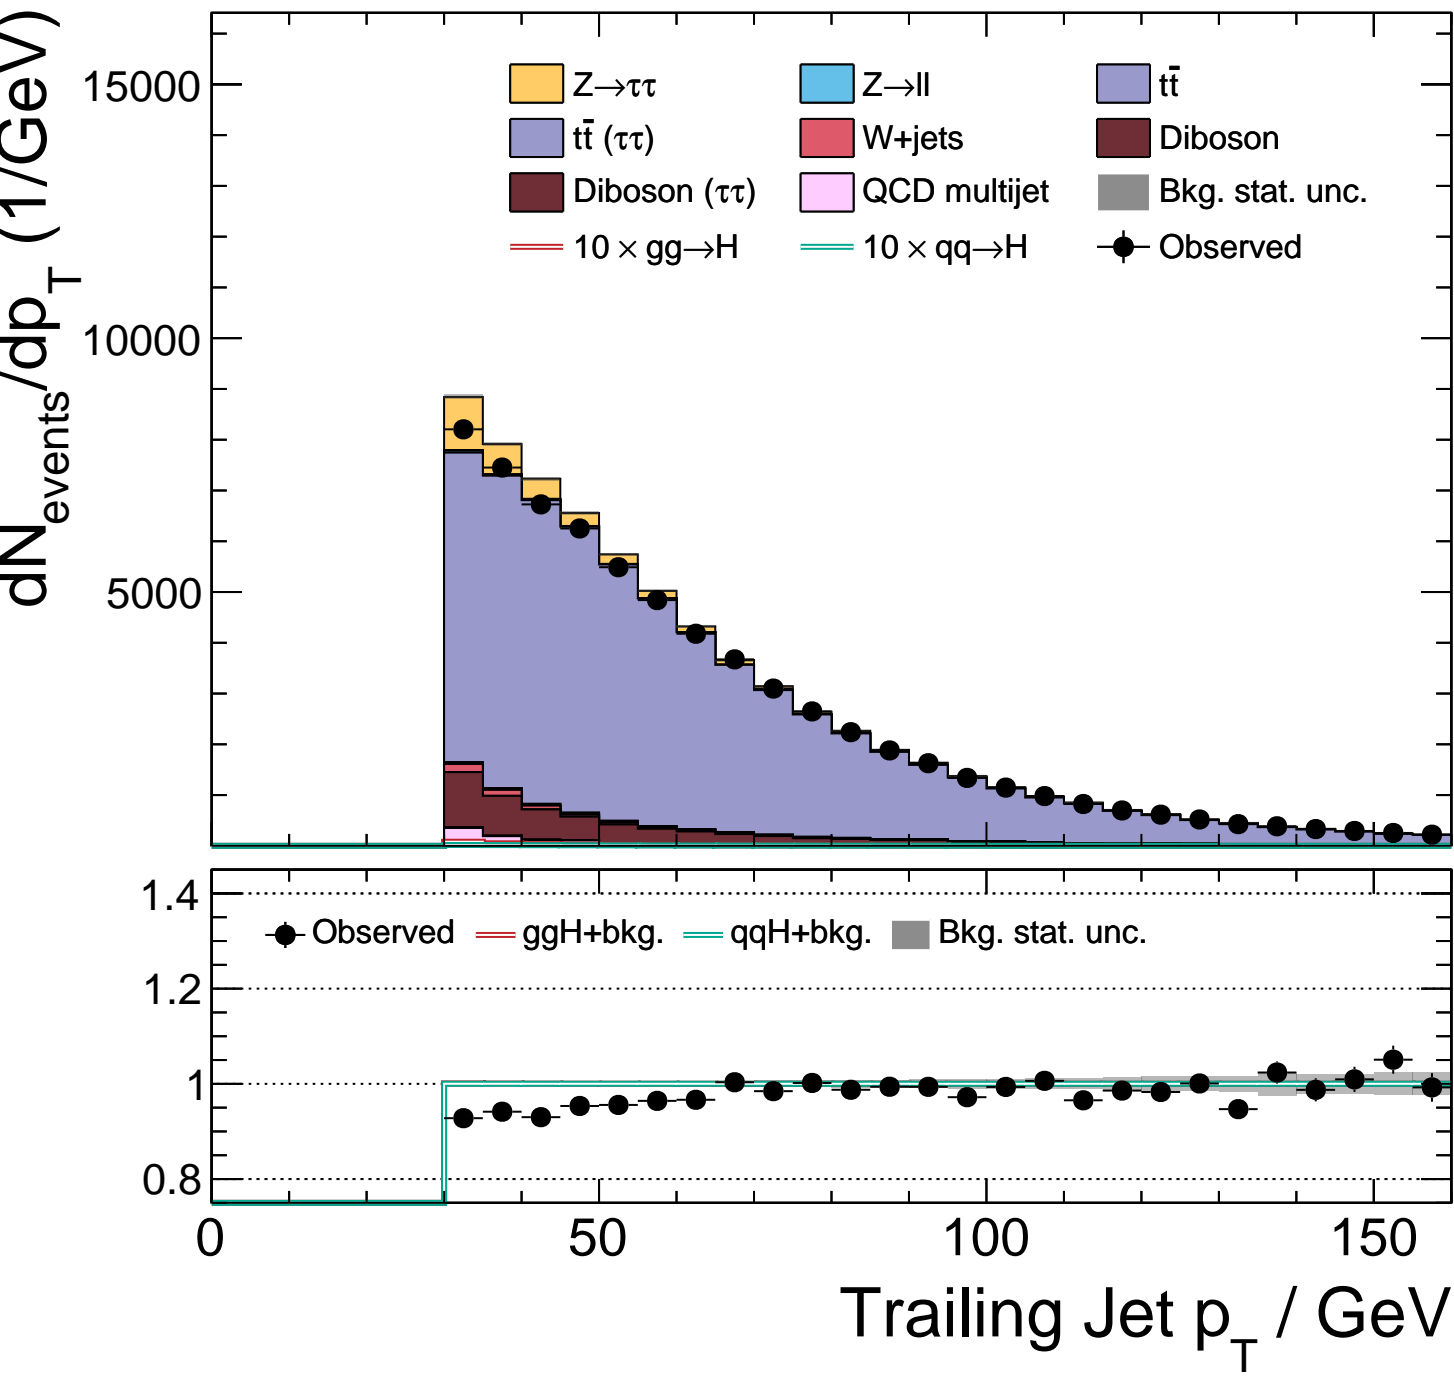 dN_events/dp_T (1/GeV)
15000
10000
5000
Z→ττ Z→ll tt̄
tt̄ (ττ) W+jets Diboson
Diboson (ττ) QCD multijet Bkg. stat. unc.
10 × gg→H 10 × qq→H Observed
1.4
1.2
1
0.8
Observed ggH+bkg. qqH+bkg. Bkg. stat. unc.
0 50 100 150
Trailing Jet p_T / GeV